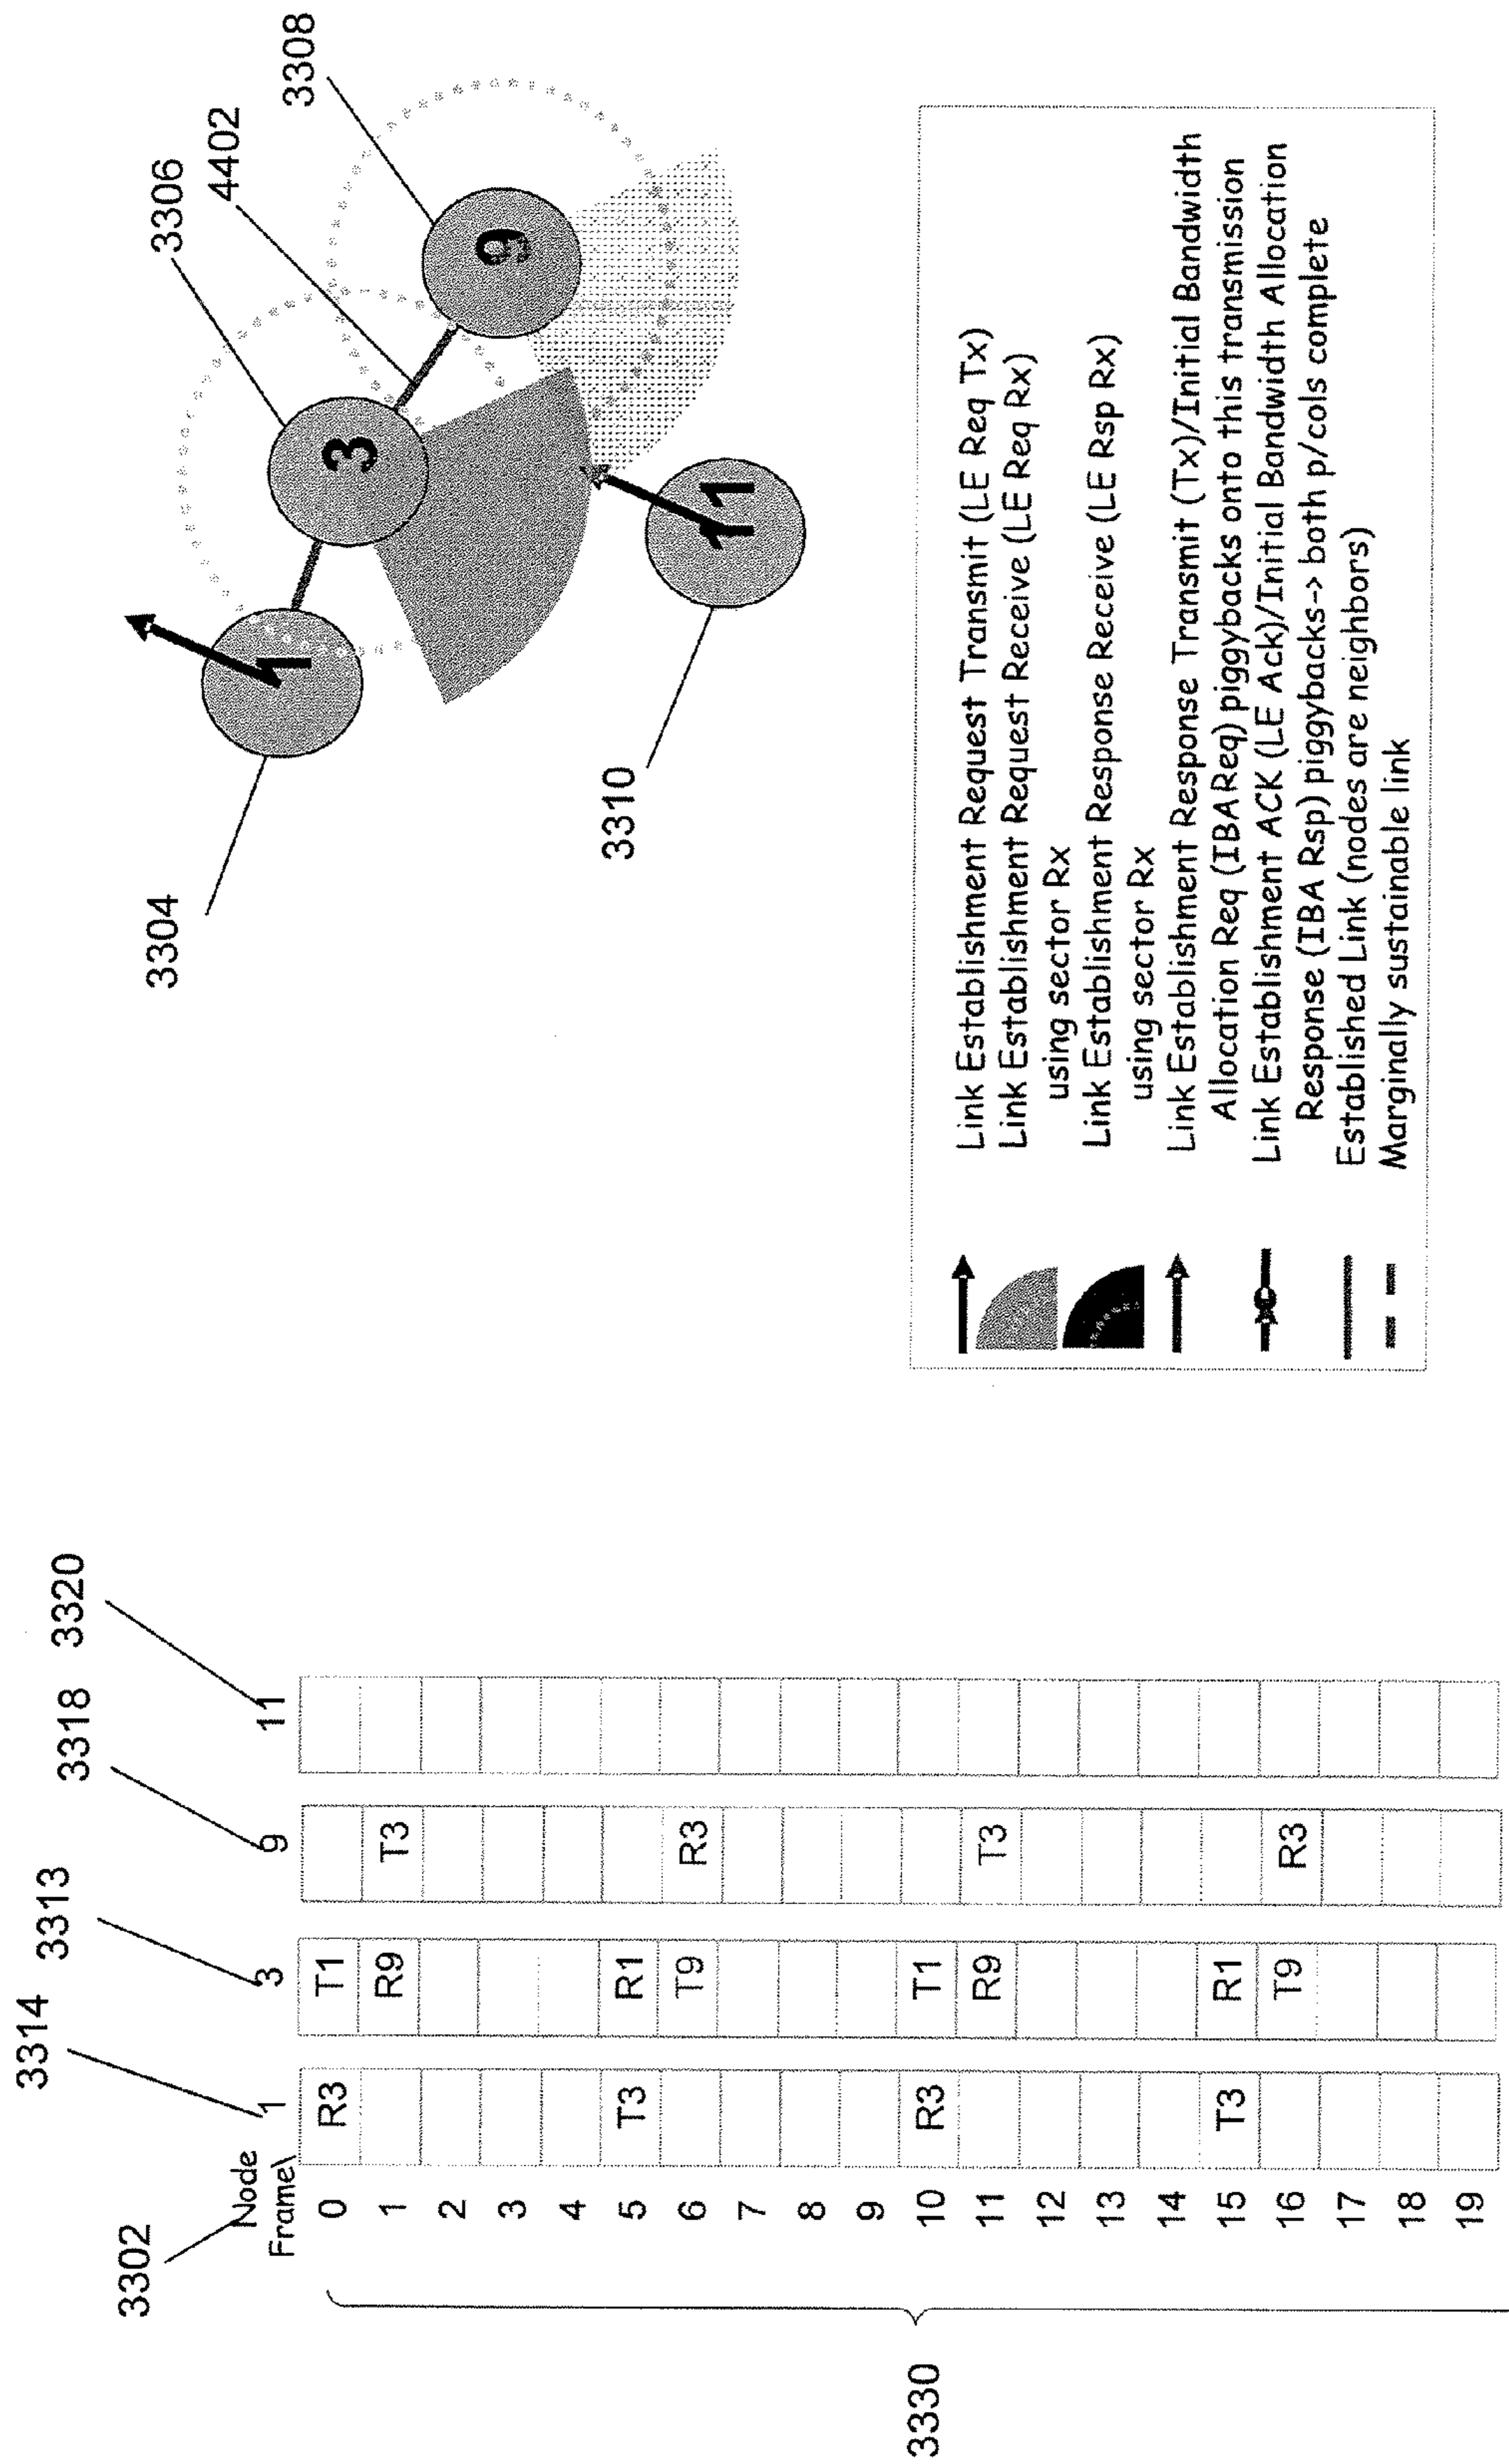 3302
3314
3313
3318
3320
Node
Frame\
1
3
9
11
0 R3 T1
1 R9 T3
2
3
4
5 T3 R1
6 T9 R3
7
8
9
10 R3 T1
11 R9 T3
12
13
14
15 T3 R1
16 T9 R3
17
18
19
3330
3304
3306
4402
3308
3310
1
3
9
11
Link Establishment Request Transmit (LE Req Tx)
Link Establishment Request Receive (LE Req Rx)
using sector Rx
Link Establishment Response Receive (LE Rsp Rx)
using sector Rx
Link Establishment Response Transmit (Tx)/Initial Bandwidth
Allocation Req (IBA Req) piggybacks onto this transmission
Link Establishment ACK (LE Ack)/Initial Bandwidth Allocation
Response (IBA Rsp) piggybacks-> both p/cols complete
Established Link (nodes are neighbors)
Marginally sustainable link